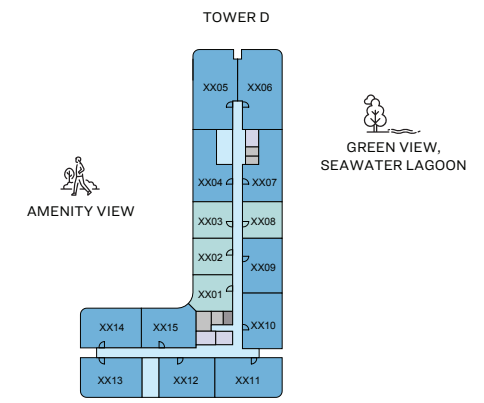 TOWER D
XX05 XX06
GREEN VIEW,
SEAWATER LAGOON
AMENITY VIEW
XX04 XX07
XX03 XX08
XX02
XX09
XX01
XX14 XX15 XX10
XX13 XX12 XX11